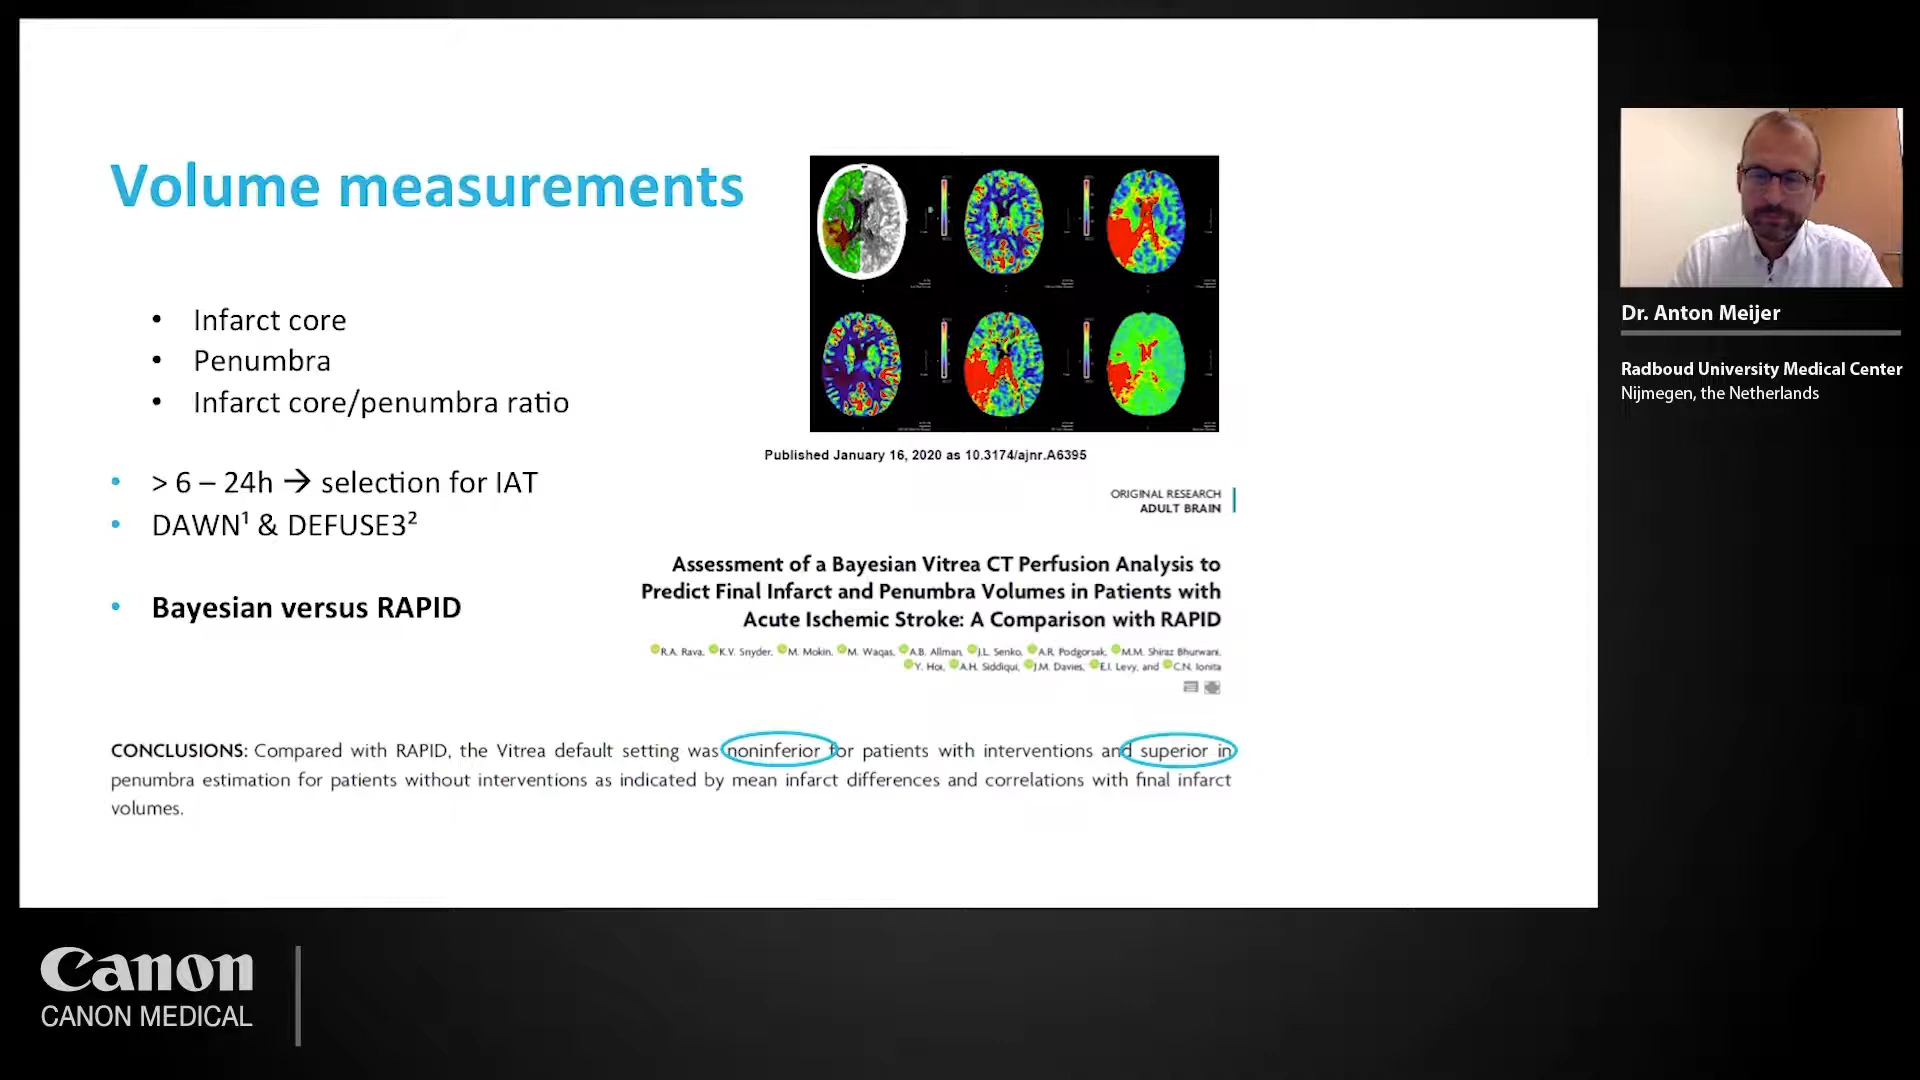 Volume measurements
• Infarct core
• Penumbra
• Infarct core/penumbra ratio
• > 6 – 24h → selection for IAT
• DAWN¹ & DEFUSE3²
• Bayesian versus RAPID
Published January 16, 2020 as 10.3174/ajnr.A6395
ORIGINAL RESEARCH
ADULT BRAIN
Assessment of a Bayesian Vitrea CT Perfusion Analysis to
Predict Final Infarct and Penumbra Volumes in Patients with
Acute Ischemic Stroke: A Comparison with RAPID
R.A. Rava, K.V. Snyder, M. Mokin, M. Waqas, A.B. Allman, J.L. Senko, A.R. Podgorsak, M.M. Shiraz Bhurwani,
Y. Hoi, A.H. Siddiqui, J.M. Davies, E.I. Levy, and C.N. Ionita
CONCLUSIONS: Compared with RAPID, the Vitrea default setting was noninferior for patients with interventions and superior in
penumbra estimation for patients without interventions as indicated by mean infarct differences and correlations with final infarct
volumes.
Dr. Anton Meijer
Radboud University Medical Center
Nijmegen, the Netherlands
Canon
CANON MEDICAL